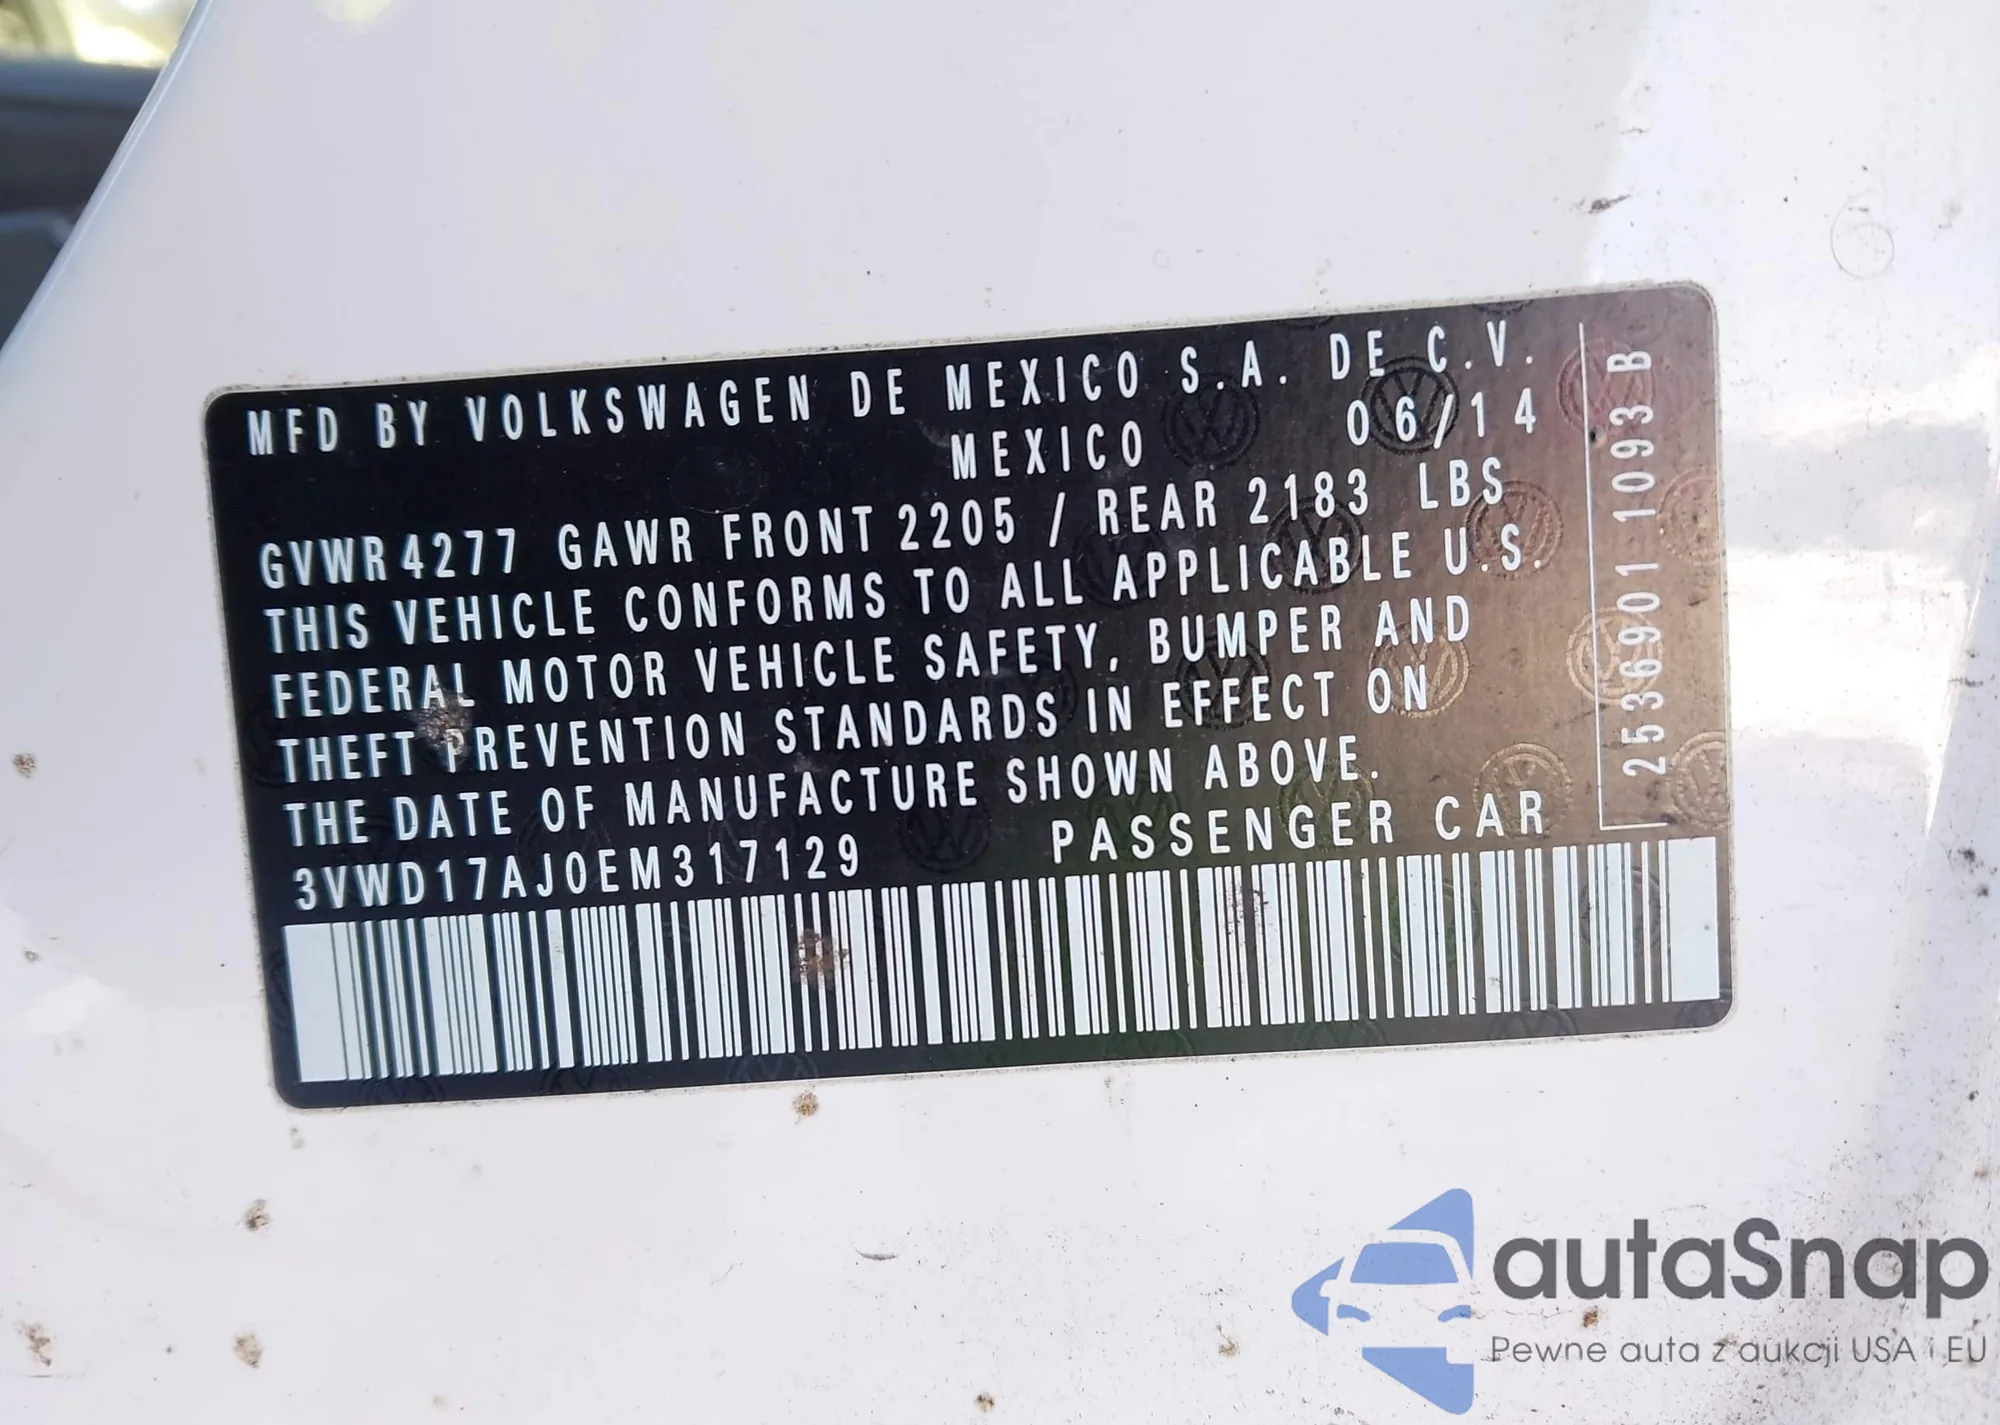 MFD BY VOLKSWAGEN DE MEXICO S.A. DE C.V.
MEXICO 06/14
GVWR 4277 GAWR FRONT 2205 / REAR 2183 LBS
THIS VEHICLE CONFORMS TO ALL APPLICABLE U.S.
FEDERAL MOTOR VEHICLE SAFETY, BUMPER AND
THEFT PREVENTION STANDARDS IN EFFECT ON
THE DATE OF MANUFACTURE SHOWN ABOVE.
3VWD17AJ0EM317129 PASSENGER CAR
2536901 1093 B
autaSnap
Pewne auta z aukcji USA i EU